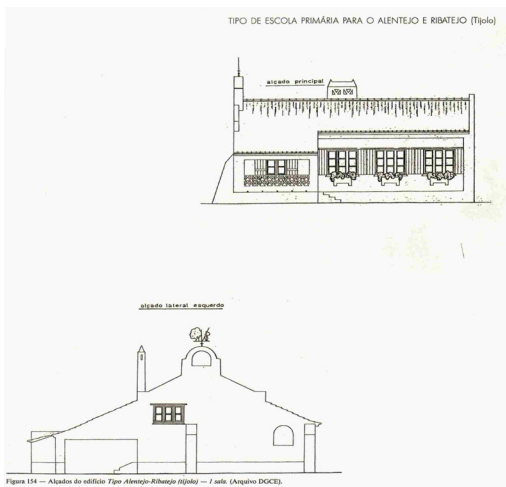 TIPO DE ESCOLA PRIMÁRIA PARA O ALENTEJO E RIBATEJO (Tijolo)
alçado principal
alçado lateral esquerdo
Figura 154 — Alçados do edifício Tipo Alentejo-Ribatejo (tijolo) — 1 sala. (Arquivo DGCE).